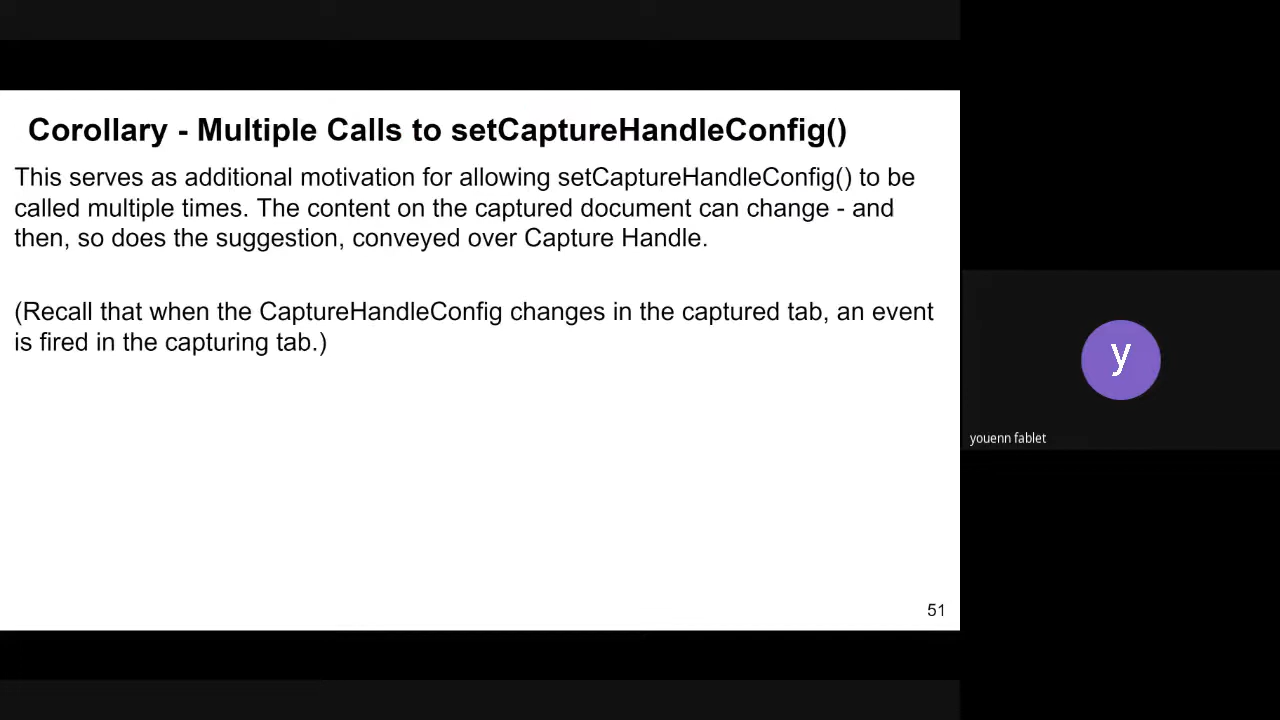 Corollary - Multiple Calls to setCaptureHandleConfig()
This serves as additional motivation for allowing setCaptureHandleConfig() to be
called multiple times. The content on the captured document can change - and
then, so does the suggestion, conveyed over Capture Handle.
(Recall that when the CaptureHandleConfig changes in the captured tab, an event
is fired in the capturing tab.)
y
youenn fablet
51